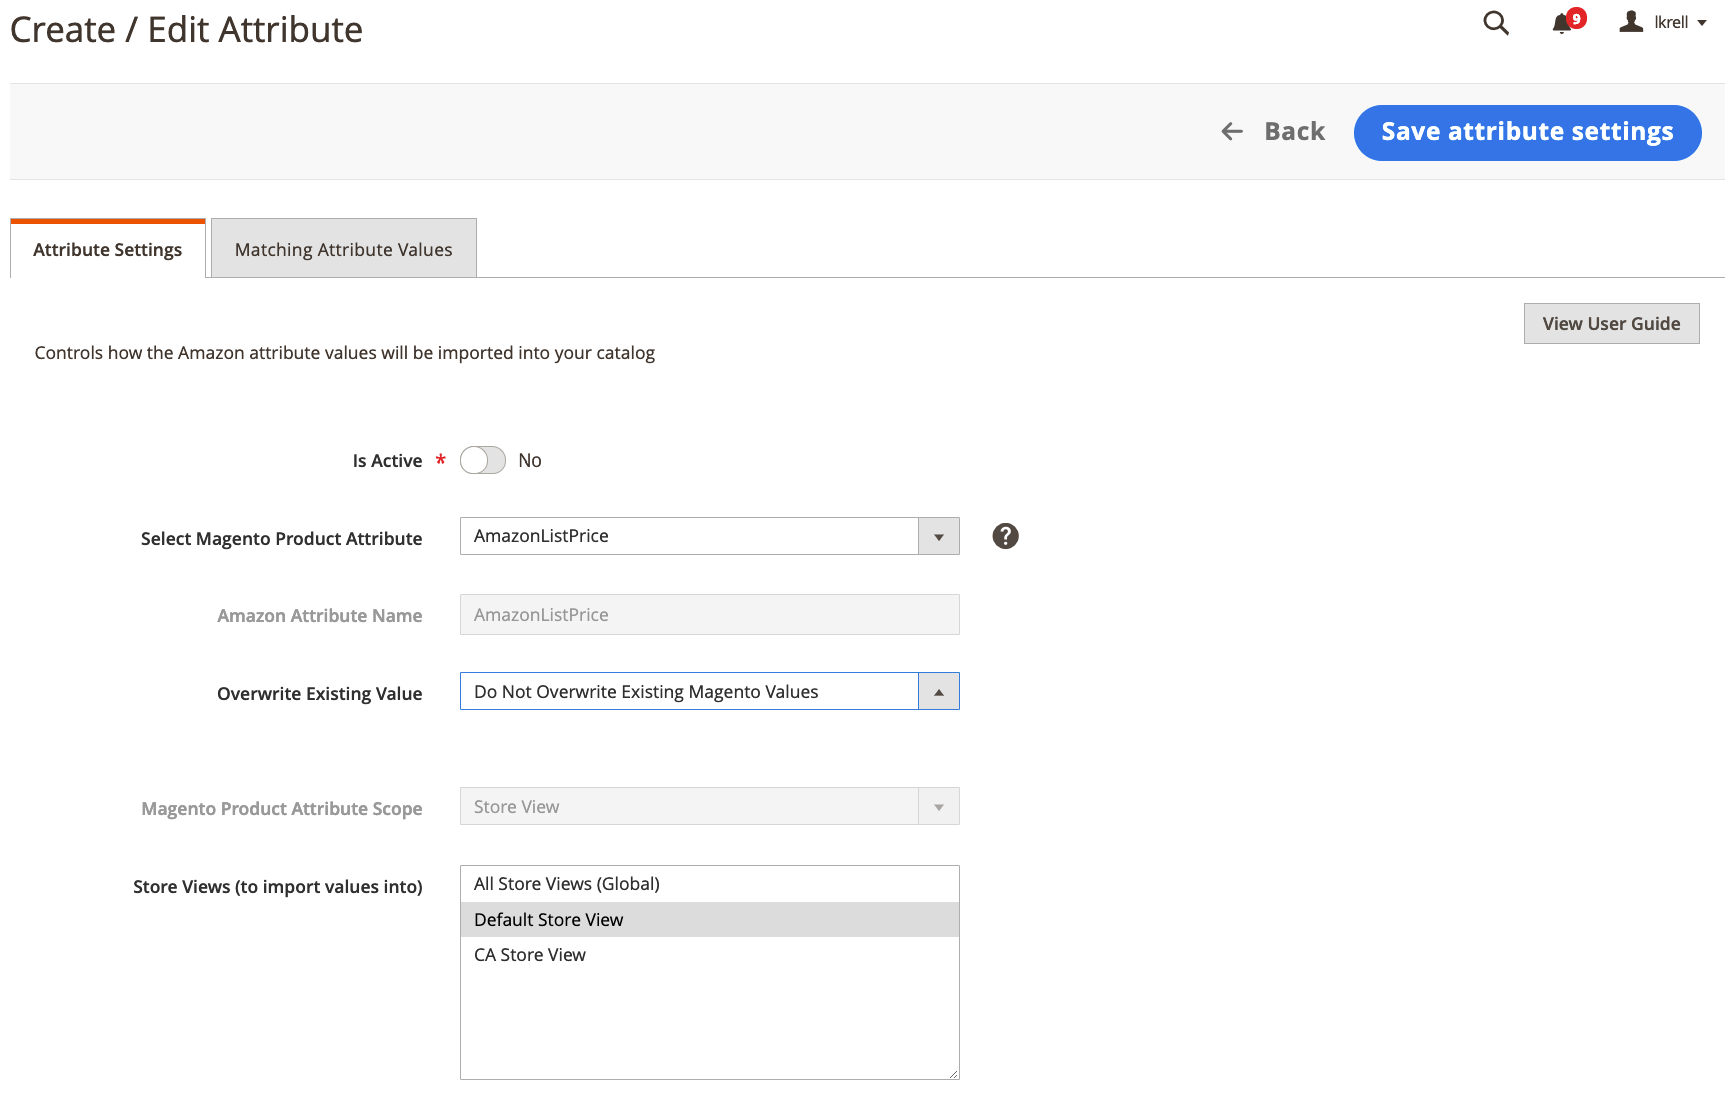 Create / Edit Attribute
9
lkrell
Back
Save attribute settings
Attribute Settings
Matching Attribute Values
View User Guide
Controls how the Amazon attribute values will be imported into your catalog
Is Active * No
Select Magento Product Attribute AmazonListPrice ?
Amazon Attribute Name AmazonListPrice
Overwrite Existing Value Do Not Overwrite Existing Magento Values
Magento Product Attribute Scope Store View
Store Views (to import values into) All Store Views (Global)
Default Store View
CA Store View